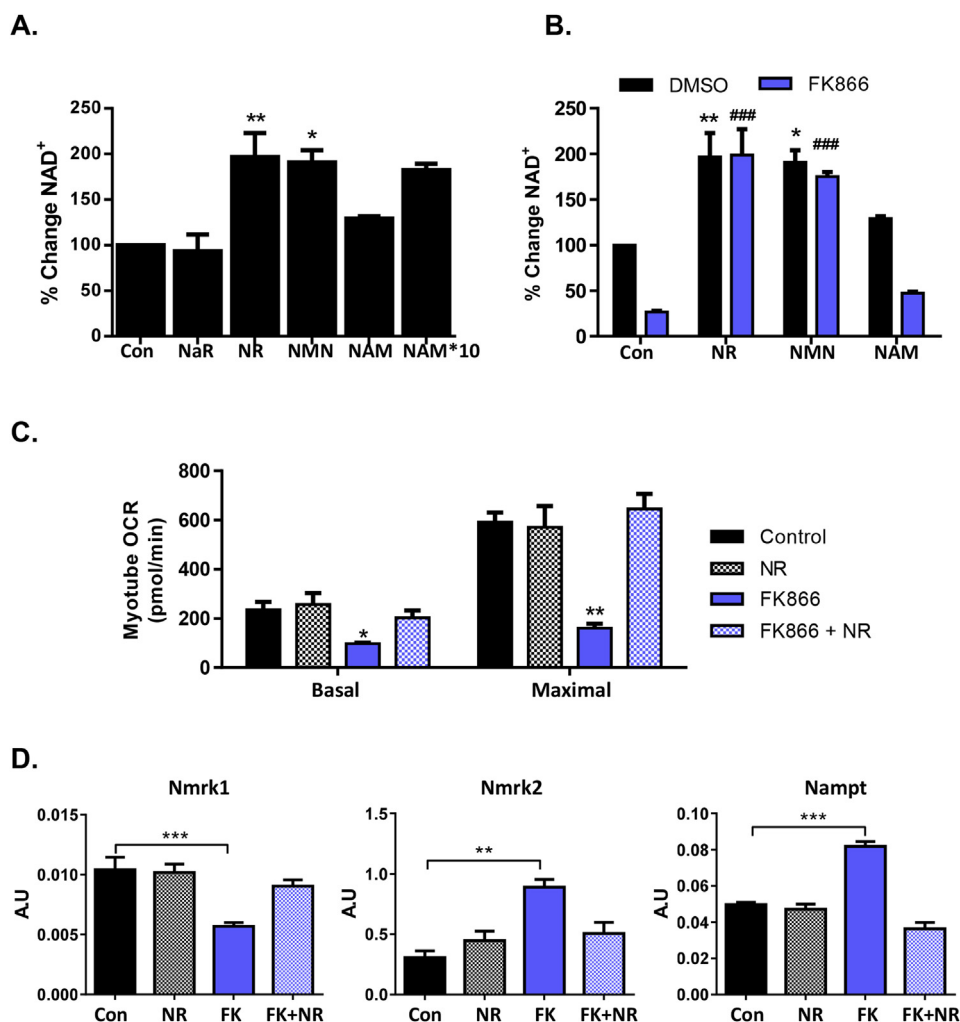 A.
% Change NAD+
250
200
150
100
50
0
** *
Con NaR NR NMN NAM NAM*10
B.
DMSO FK866
% Change NAD+
250
200
150
100
50
0
** ### * ###
Con NR NMN NAM
C.
Myotube OCR
(pmol/min)
800
600
400
200
0
* **
Basal Maximal
Control
NR
FK866
FK866 + NR
D.
Nmrk1
A.U
0.015
0.010
0.005
0.000
***
Con NR FK FK+NR
Nmrk2
A.U
1.5
1.0
0.5
0.0
**
Con NR FK FK+NR
Nampt
A.U
0.10
0.08
0.06
0.04
0.02
0.00
***
Con NR FK FK+NR